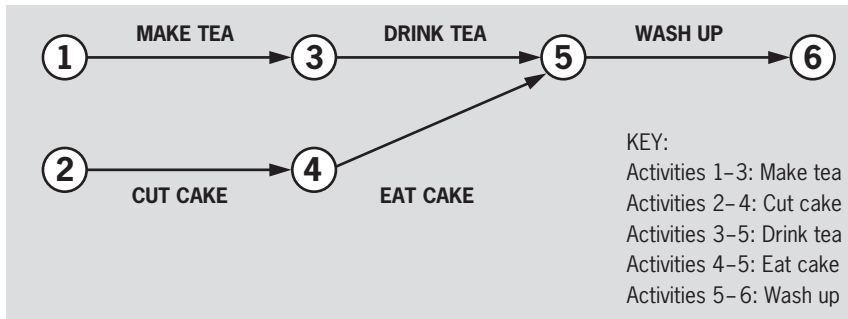 MAKE TEA DRINK TEA WASH UP
1 3 5 6
2 4
CUT CAKE EAT CAKE
KEY:
Activities 1–3: Make tea
Activities 2–4: Cut cake
Activities 3–5: Drink tea
Activities 4–5: Eat cake
Activities 5–6: Wash up